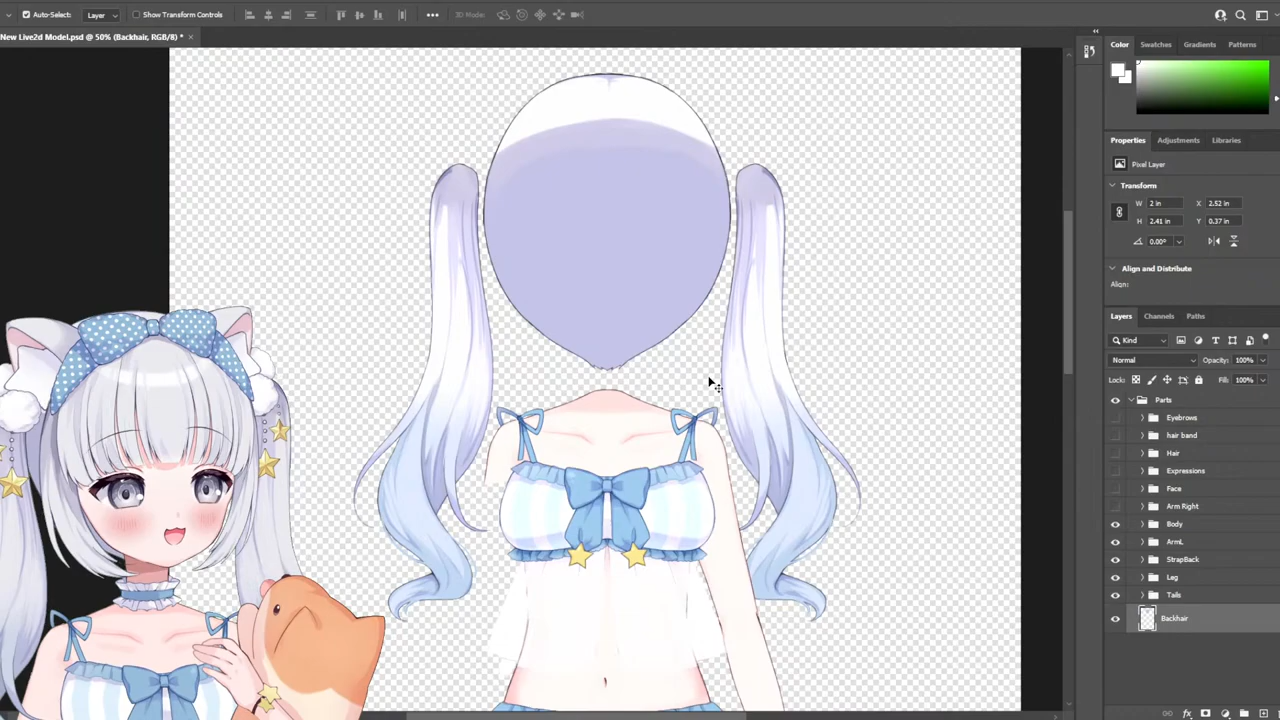 Auto-Select: Layer Show Transform Controls 3D Mode:
New Live2d Model.psd @ 50% (Backhair, RGB/8) *
Color Swatches Gradients Patterns
Properties Adjustments Libraries
Pixel Layer
Transform
W 2 in X 2.52 in
H 2.41 in Y 0.37 in
0.00°
Align and Distribute
Align:
Layers Channels Paths
Kind
Normal Opacity: 100%
Lock: Fill: 100%
Parts
Eyebrows
hair band
Hair
Expressions
Face
Arm Right
Body
ArmL
StrapBack
Leg
Tails
Backhair